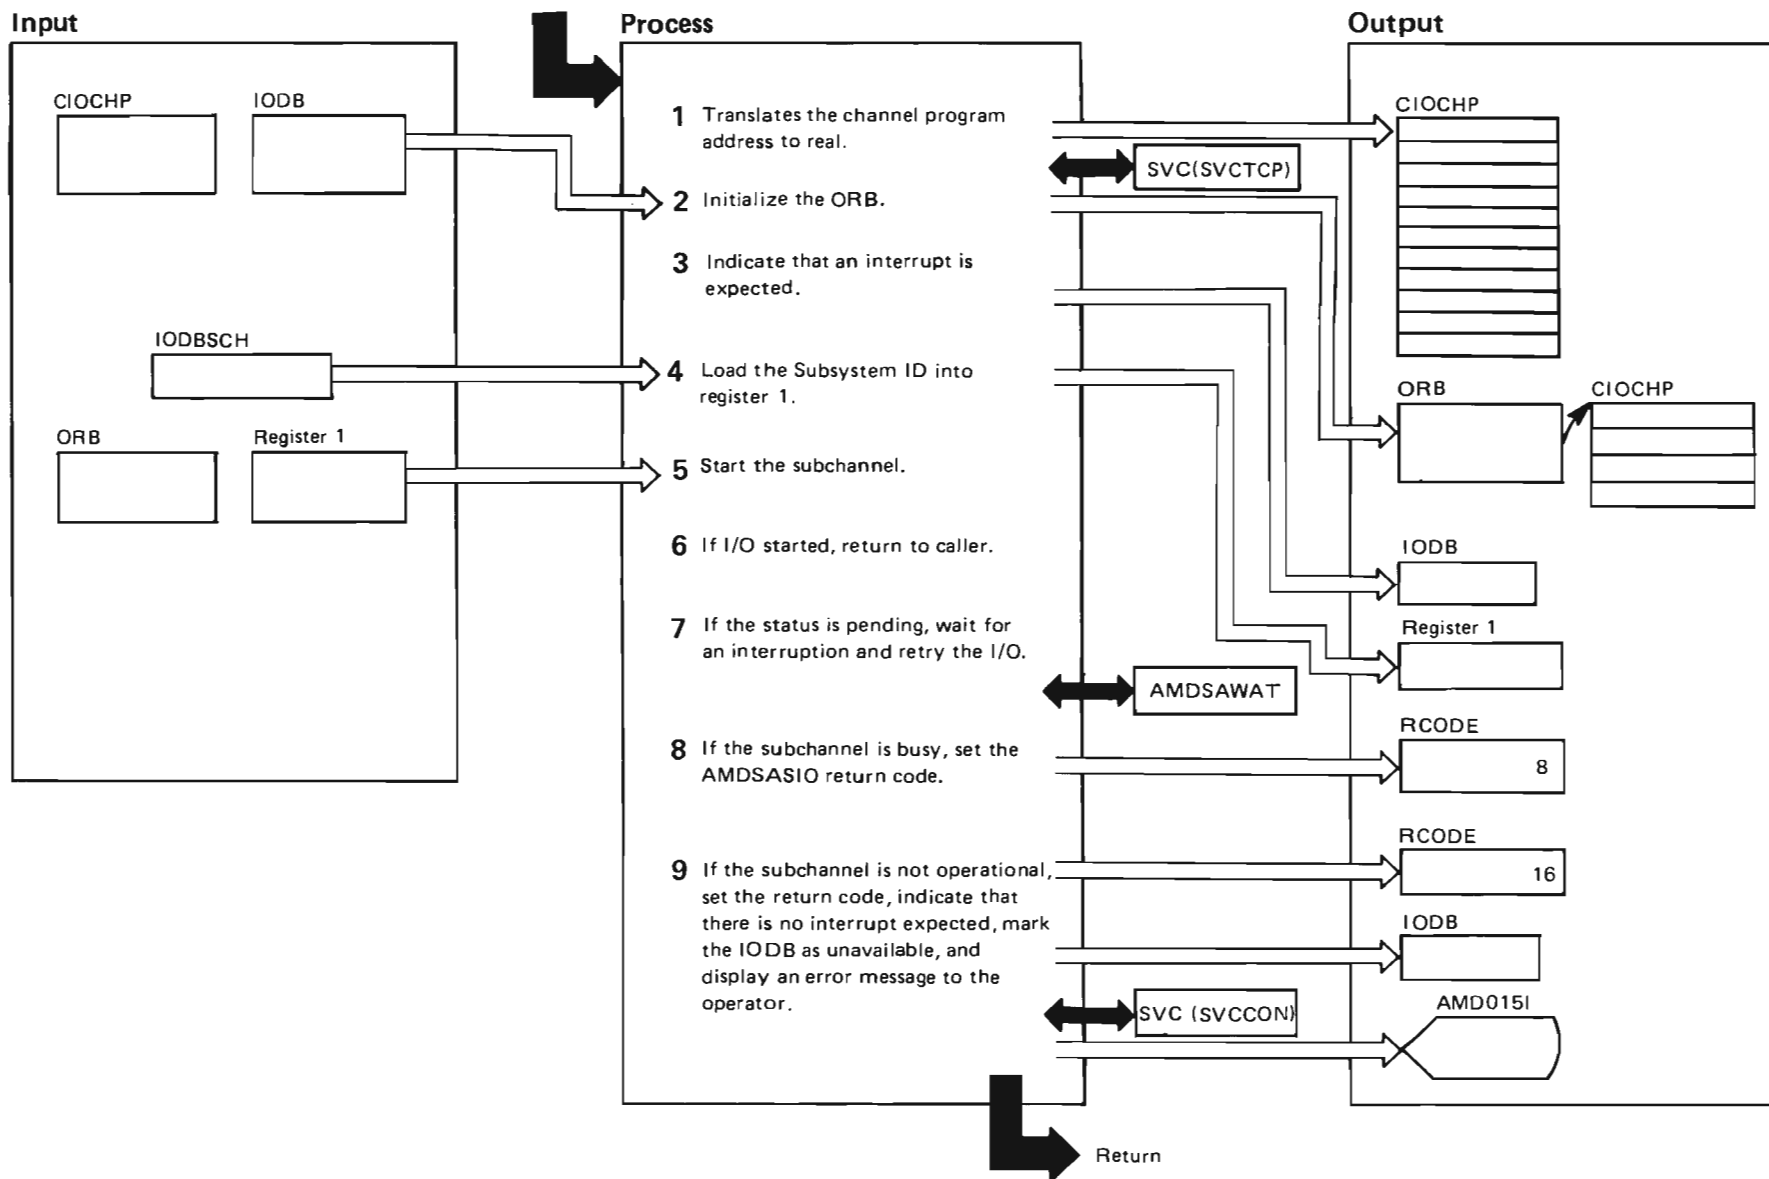 Input
CIOCHP
IODB
IODBSCH
ORB
Register 1
Process
1 Translates the channel program
address to real.
SVC(SVCTCP)
2 Initialize the ORB.
3 Indicate that an interrupt is
expected.
4 Load the Subsystem ID into
register 1.
5 Start the subchannel.
6 If I/O started, return to caller.
7 If the status is pending, wait for
an interruption and retry the I/O.
AMDSAWAT
8 If the subchannel is busy, set the
AMDSASIO return code.
9 If the subchannel is not operational,
set the return code, indicate that
there is no interrupt expected, mark
the IODB as unavailable, and
display an error message to the
operator.
SVC (SVCCON)
Return
Output
CIOCHP
ORB
CIOCHP
IODB
Register 1
RCODE
8
RCODE
16
IODB
AMD015I